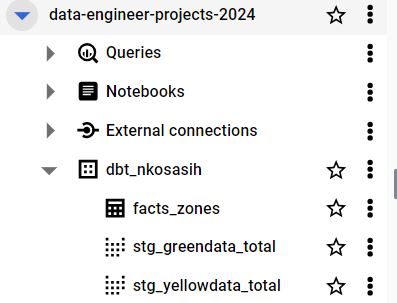 data-engineer-projects-2024
Queries
Notebooks
External connections
dbt_nkosasih
facts_zones
stg_greendata_total
stg_yellowdata_total